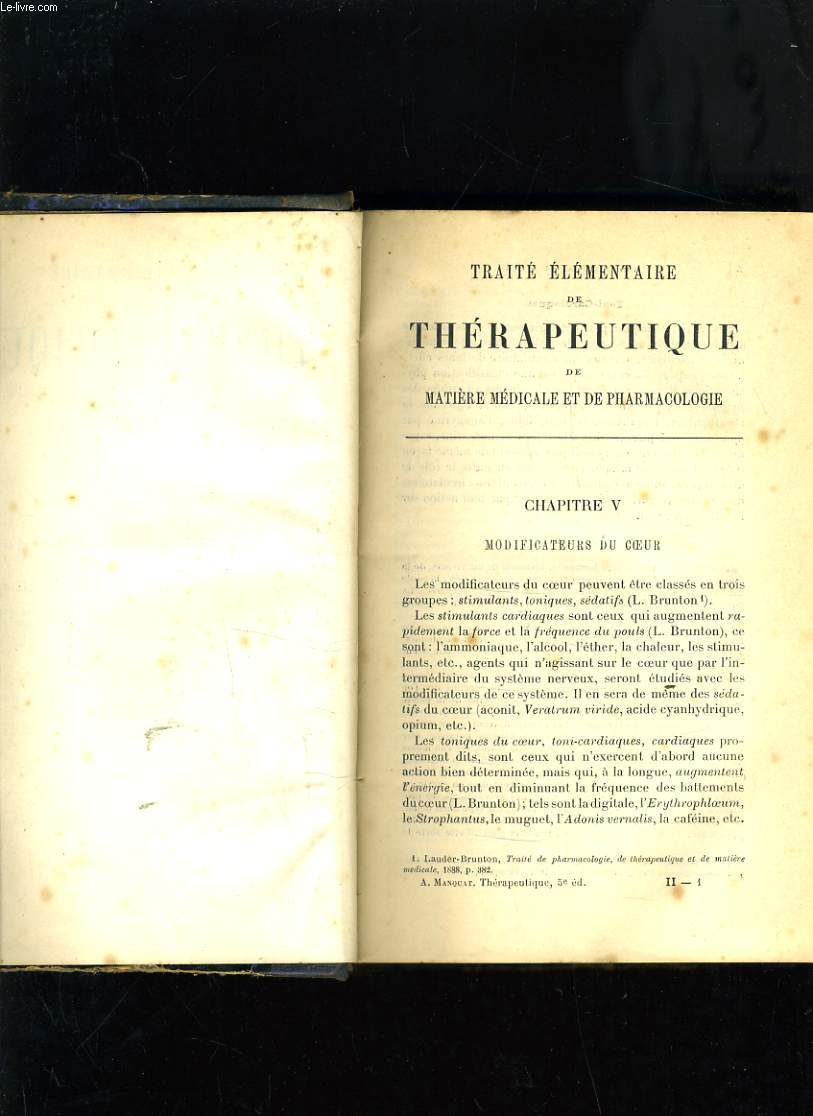 Le-livre.com
TRAITÉ ÉLÉMENTAIRE
DE
THÉRAPEUTIQUE
DE
MATIÈRE MÉDICALE ET DE PHARMACOLOGIE
CHAPITRE V
MODIFICATEURS DU CŒUR
Les modificateurs du cœur peuvent être classés en trois
groupes : stimulants, toniques, sédatifs (L. Brunton ¹).
Les stimulants cardiaques sont ceux qui augmentent ra-
pidement la force et la fréquence du pouls (L. Brunton), ce
sont : l'ammoniaque, l'alcool, l'éther, la chaleur, les stimu-
lants, etc., agents qui n'agissant sur le cœur que par l'in-
termédiaire du système nerveux, seront étudiés avec les
modificateurs de ce système. Il en sera de même des séda-
tifs du cœur (aconit, Veratrum viride, acide cyanhydrique,
opium, etc.).
Les toniques du cœur, toni-cardiaques, cardiaques pro-
prement dits, sont ceux qui n'exercent d'abord aucune
action bien déterminée, mais qui, à la longue, augmentent
l'énergie, tout en diminuant la fréquence des battements
du cœur (L. Brunton) ; tels sont la digitale, l'Erythrophlœum,
le Strophantus, le muguet, l'Adonis vernalis, la caféine, etc.
1. Lauder-Brunton, Traité de pharmacologie, de thérapeutique et de matière
médicale, 1888, p. 382.
A. MANQUAT, Thérapeutique, 5e éd. II — 1